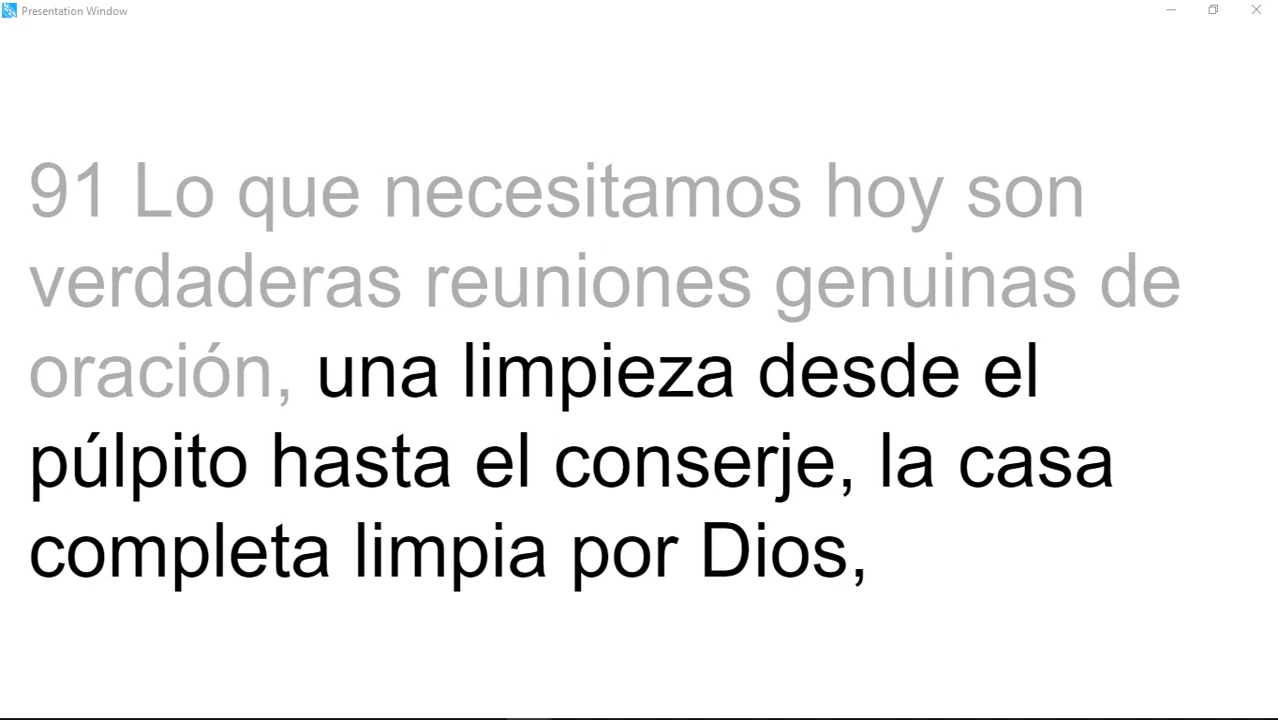 Presentation Window
91 Lo que necesitamos hoy son
verdaderas reuniones genuinas de
oración, una limpieza desde el
púlpito hasta el conserje, la casa
completa limpia por Dios,